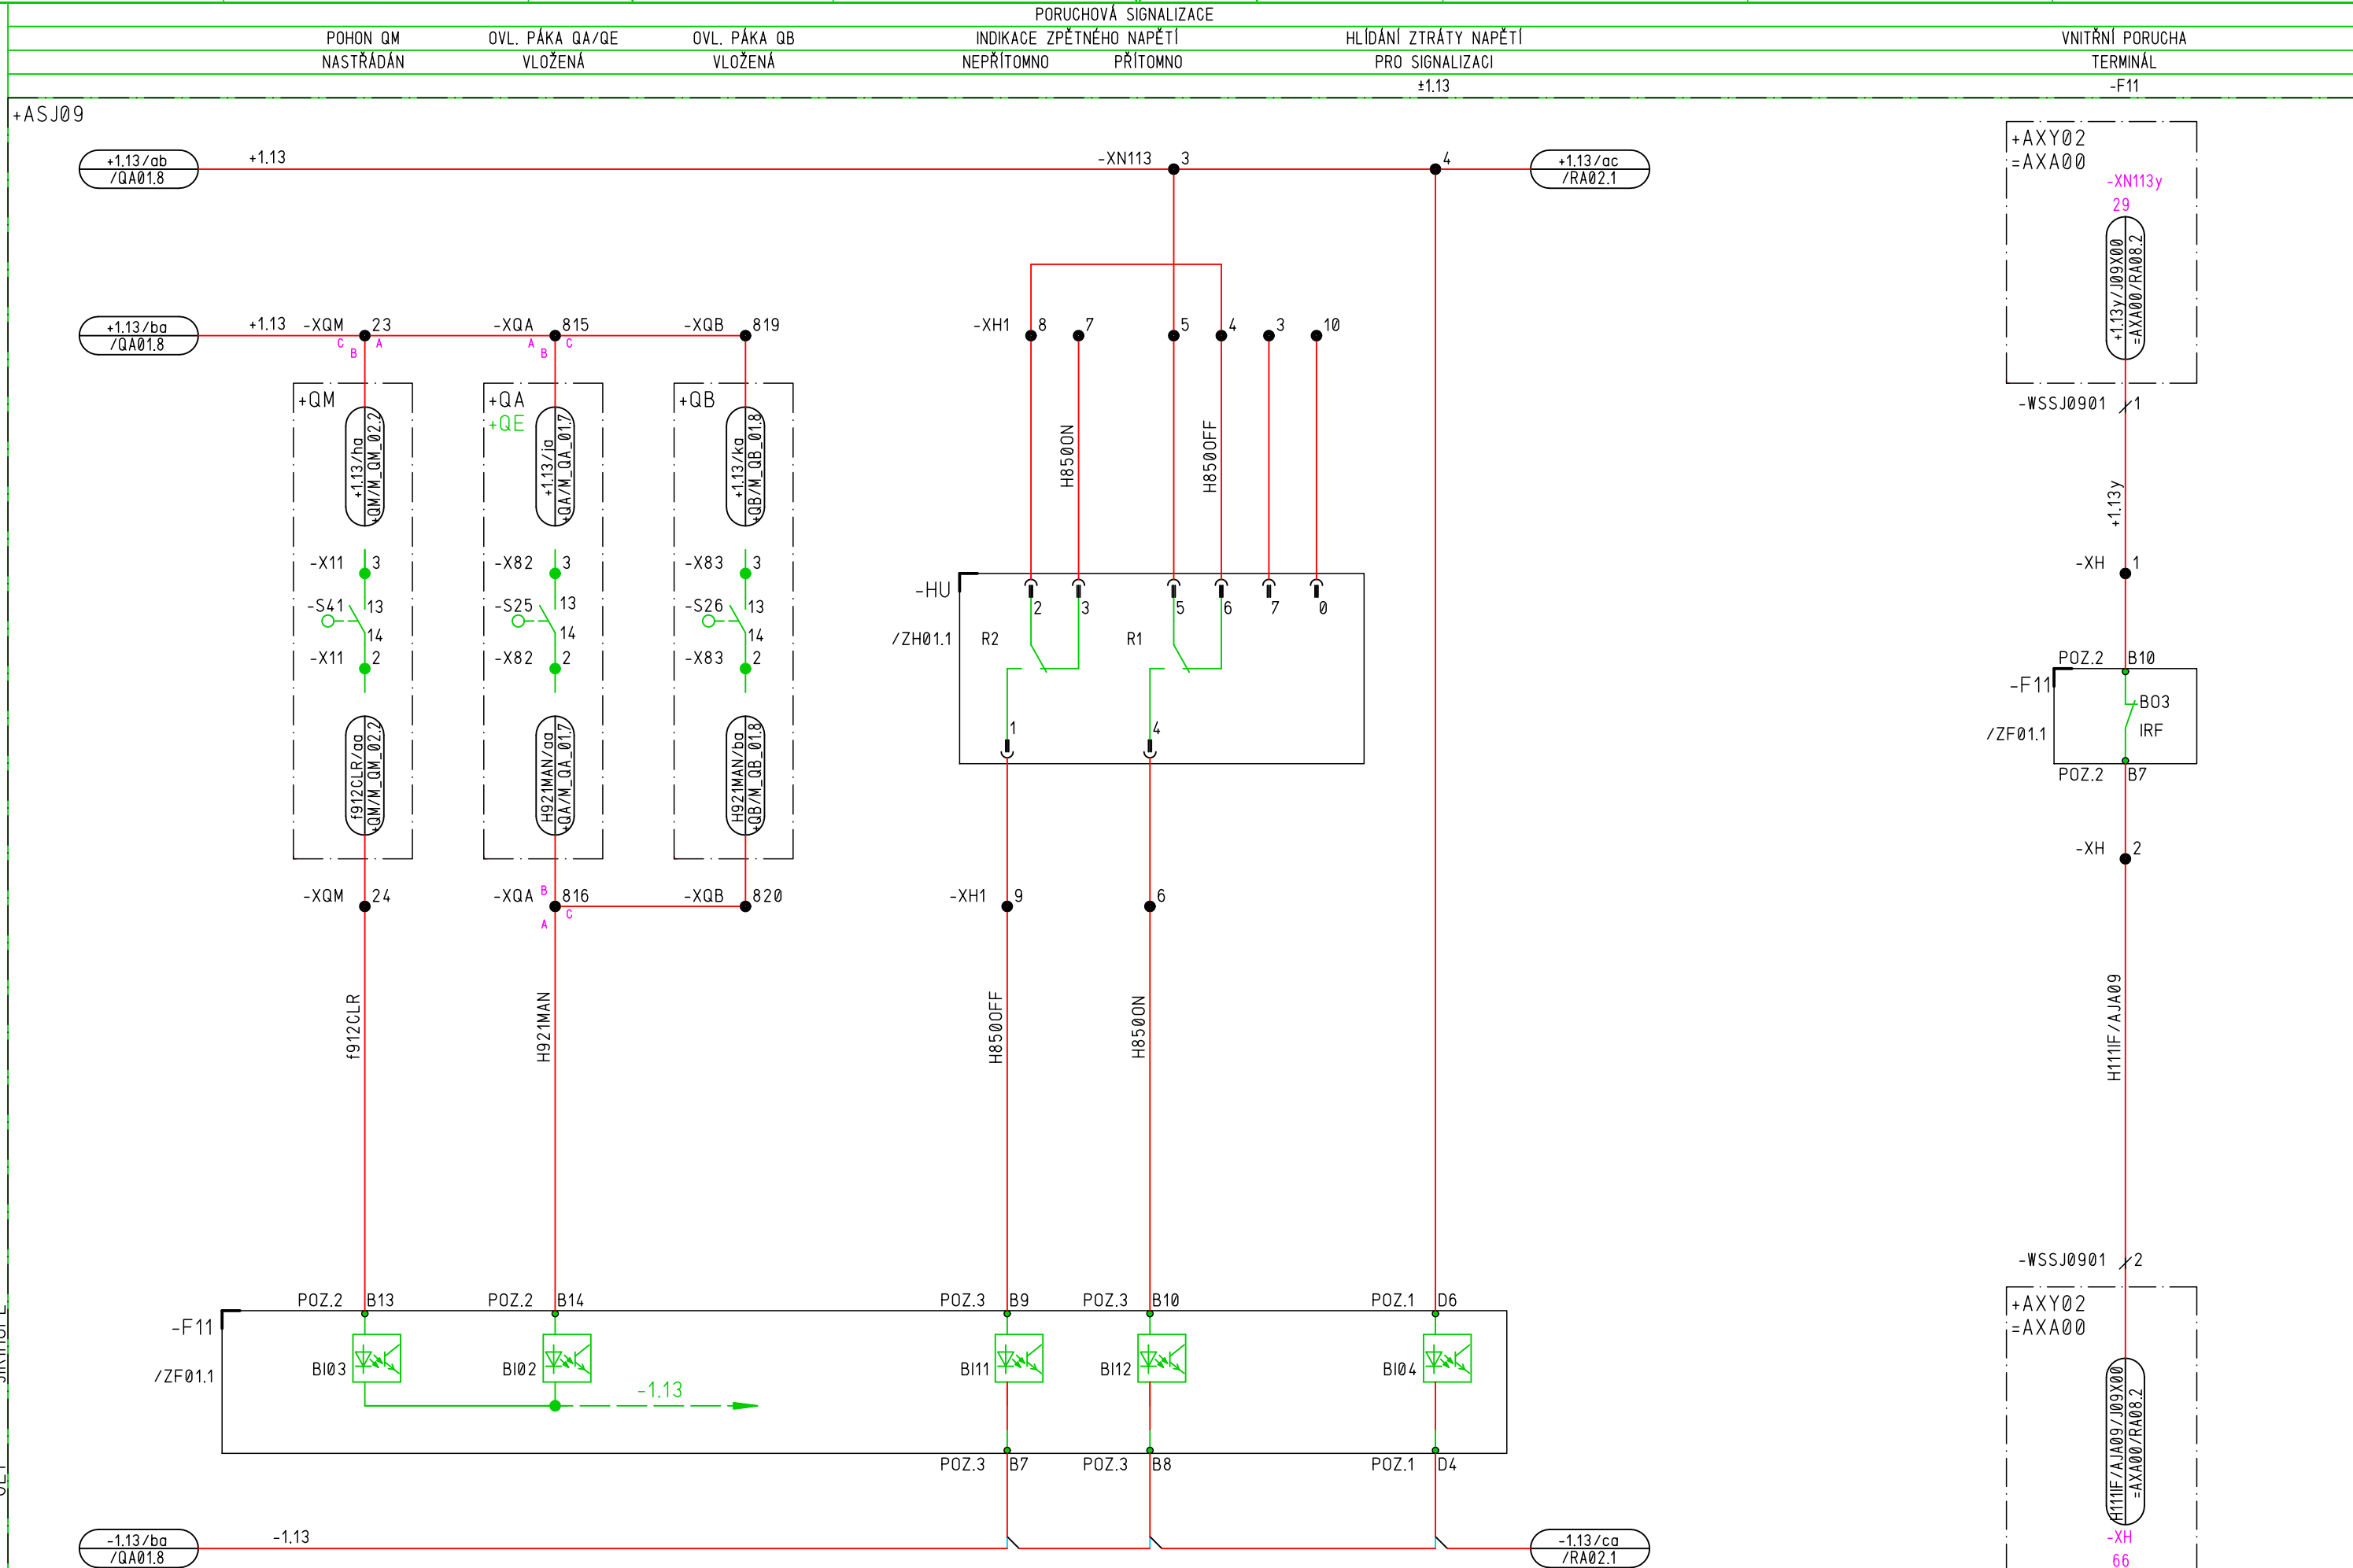 PORUCHOVÁ SIGNALIZACE
POHON QM OVL. PÁKA QA/QE OVL. PÁKA QB INDIKACE ZPĚTNÉHO NAPĚTÍ HLÍDÁNÍ ZTRÁTY NAPĚTÍ VNITŘNÍ PORUCHA
NASTŘÁDÁN VLOŽENÁ VLOŽENÁ NEPŘÍTOMNO PŘÍTOMNO PRO SIGNALIZACI TERMINÁL
±1.13 -F11
+ASJ09
+1.13/ab
/QA01.8
+1.13
-XN113 3
4
+1.13/ac
/RA02.1
+AXY02
=AXA00
-XN113y
29
+1.13y/J09X00
=AXA00/RA08.2
+1.13/ba
/QA01.8
+1.13
-XQM 23
C B A
-XQA 815
A B C
-XQB 819
-XH1 8 7 5 4 3 10
+QM
+1.13/ha
+QM/M_QM_02.2
+QA
+QE
+1.13/ja
+QA/M_QA_01.7
+QB
+1.13/ka
+QB/M_QB_01.8
H850ON
H850OFF
-WSSJ0901 1
+1.13y
-X11 3
-S41 13
14
-X11 2
-X82 3
-S25 13
14
-X82 2
-X83 3
-S26 13
14
-X83 2
-HU
/ZH01.1
2 3 5 6 7 0
R2 R1
1 4
-XH 1
POZ.2 B10
-F11
/ZF01.1
BO3
IRF
POZ.2 B7
-XH 2
f912CLR/aa
+QM/M_QM_02.2
H921MAN/aa
+QA/M_QA_01.7
H921MAN/ba
+QB/M_QB_01.8
-XQM 24
-XQA 816
B A C
-XQB 820
-XH1 9 6
f912CLR
H921MAN
H850OFF
H850ON
H111IF/AJA09
-WSSJ0901 2
POZ.2 B13 POZ.2 B14 POZ.3 B9 POZ.3 B10 POZ.1 D6
-F11
/ZF01.1
BI03 BI02 BI11 BI12 BI04
-1.13
POZ.3 B7 POZ.3 B8 POZ.1 D4
+AXY02
=AXA00
H111IF/AJA09/J09X00
=AXA00/RA08.2
-XH
66
-1.13/ba
/QA01.8
-1.13
-1.13/ca
/RA02.1